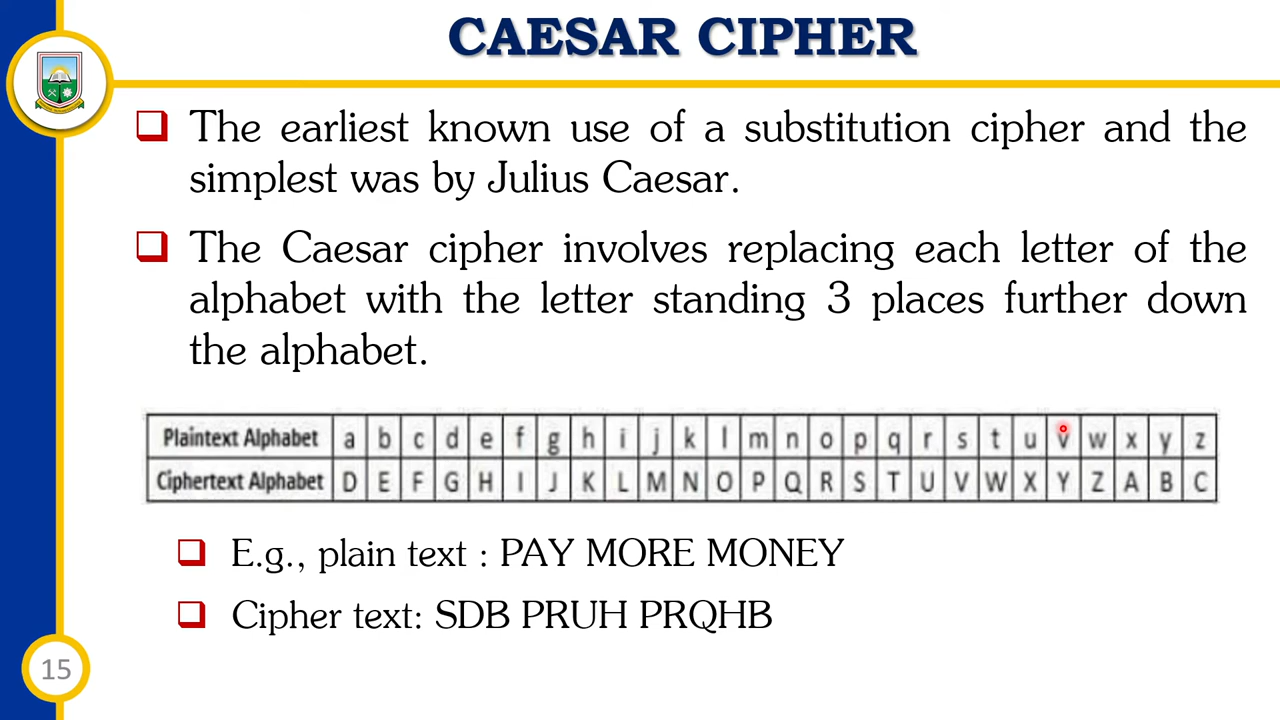 CAESAR CIPHER
❑ The earliest known use of a substitution cipher and the
simplest was by Julius Caesar.
❑ The Caesar cipher involves replacing each letter of the
alphabet with the letter standing 3 places further down
the alphabet.
Plaintext Alphabet a b c d e f g h i j k l m n o p q r s t u v w x y z
Ciphertext Alphabet D E F G H I J K L M N O P Q R S T U V W X Y Z A B C
❑ E.g., plain text : PAY MORE MONEY
❑ Cipher text: SDB PRUH PRQHB
15